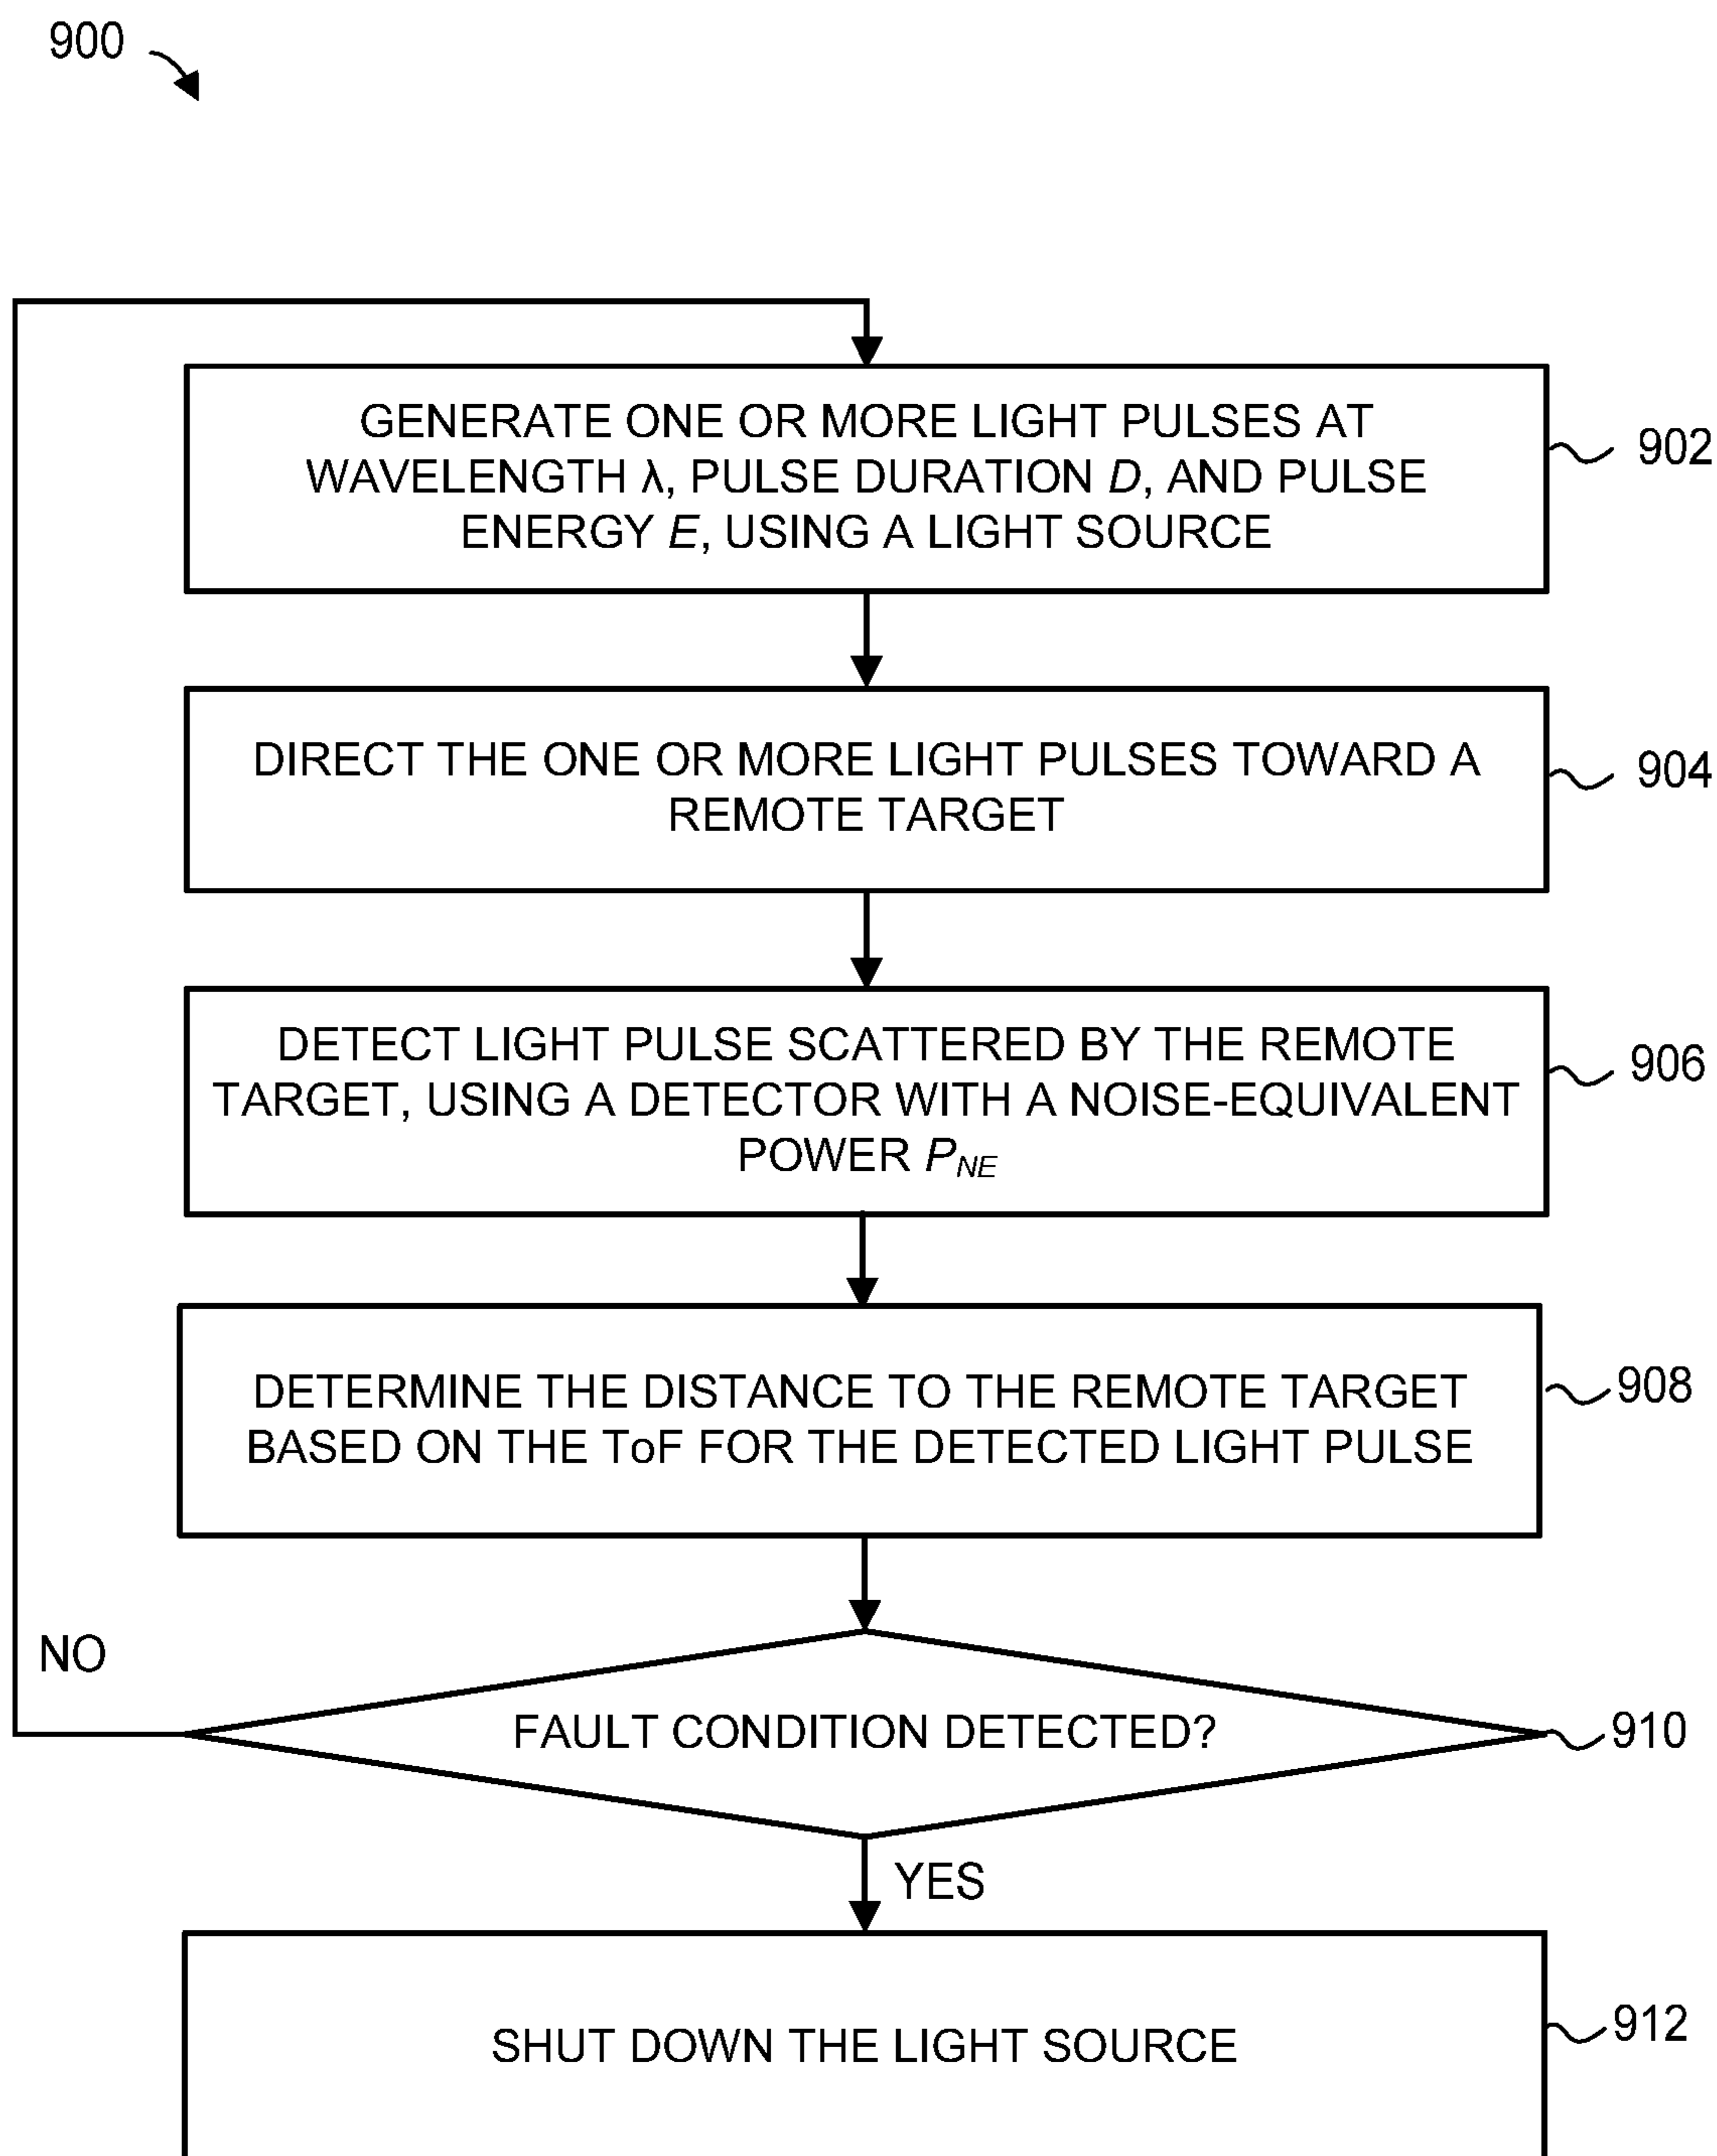 900
GENERATE ONE OR MORE LIGHT PULSES AT
WAVELENGTH λ, PULSE DURATION D, AND PULSE
ENERGY E, USING A LIGHT SOURCE
902
DIRECT THE ONE OR MORE LIGHT PULSES TOWARD A
REMOTE TARGET
904
DETECT LIGHT PULSE SCATTERED BY THE REMOTE
TARGET, USING A DETECTOR WITH A NOISE-EQUIVALENT
POWER P_NE
906
DETERMINE THE DISTANCE TO THE REMOTE TARGET
BASED ON THE ToF FOR THE DETECTED LIGHT PULSE
908
NO
FAULT CONDITION DETECTED?
910
YES
SHUT DOWN THE LIGHT SOURCE
912